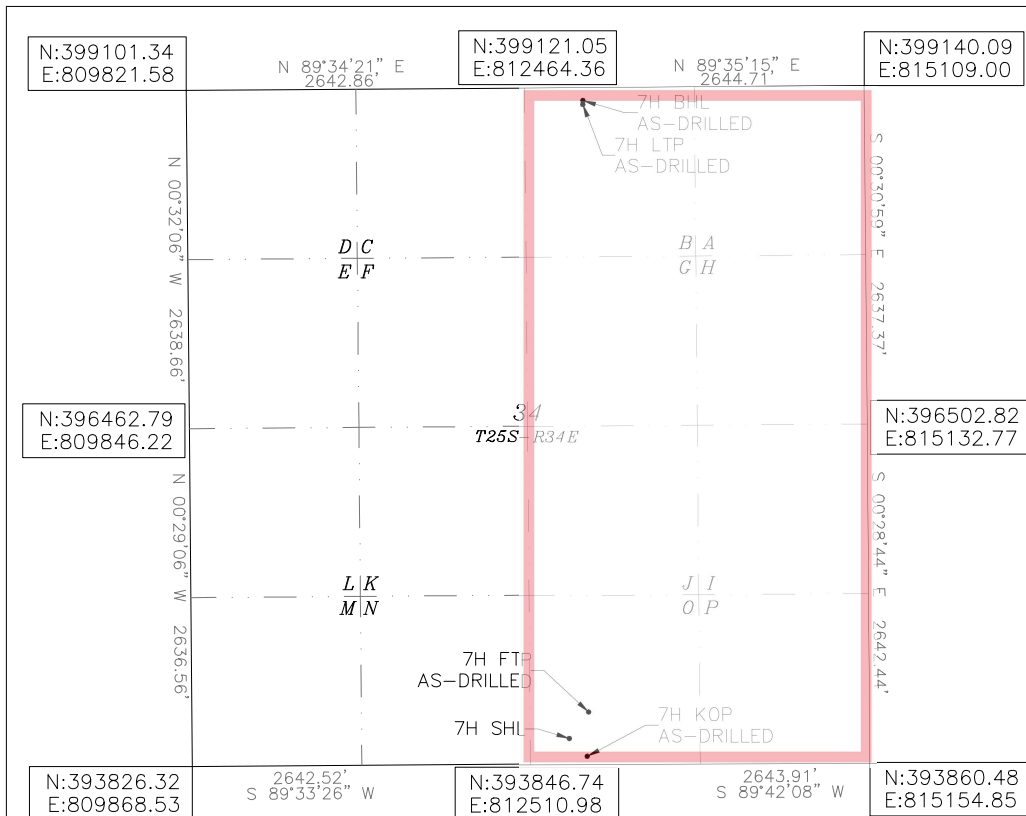 N:399101.34
E:809821.58
N 89°34'21" E
2642.86'
N:399121.05
E:812464.36
N 89°35'15" E
2644.71'
N:399140.09
E:815109.00
7H BHL
AS-DRILLED
7H LTP
AS-DRILLED
N 00°32'06" W 2638.66'
S 00°30'59" E 2637.37'
D C
E F
B A
G H
N:396462.79
E:809846.22
34
T25S-R34E
N:396502.82
E:815132.77
N 00°29'06" W 2636.56'
S 00°28'44" E 2642.44'
L K
M N
J I
O P
7H FTP
AS-DRILLED
7H SHL
7H KOP
AS-DRILLED
N:393826.32
E:809868.53
2642.52'
S 89°33'26" W
N:393846.74
E:812510.98
2643.91'
S 89°42'08" W
N:393860.48
E:815154.85